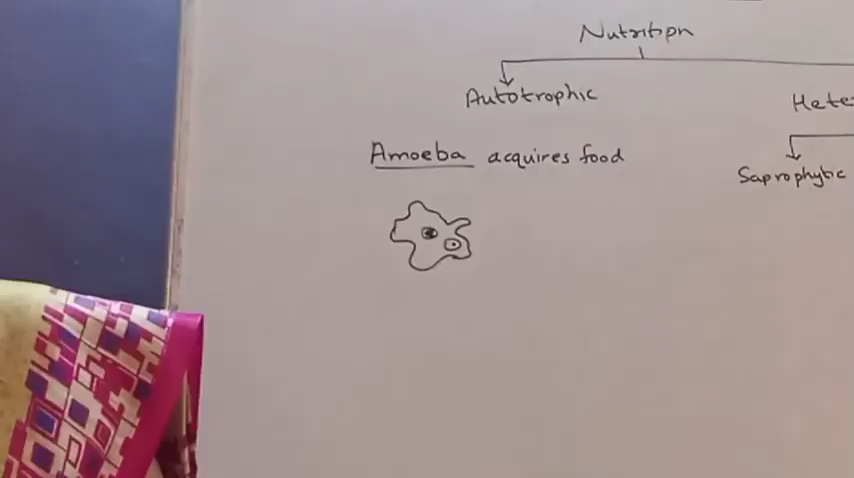 Nutrition
Autotrophic
Hete
Amoeba acquires food
Saprophytic